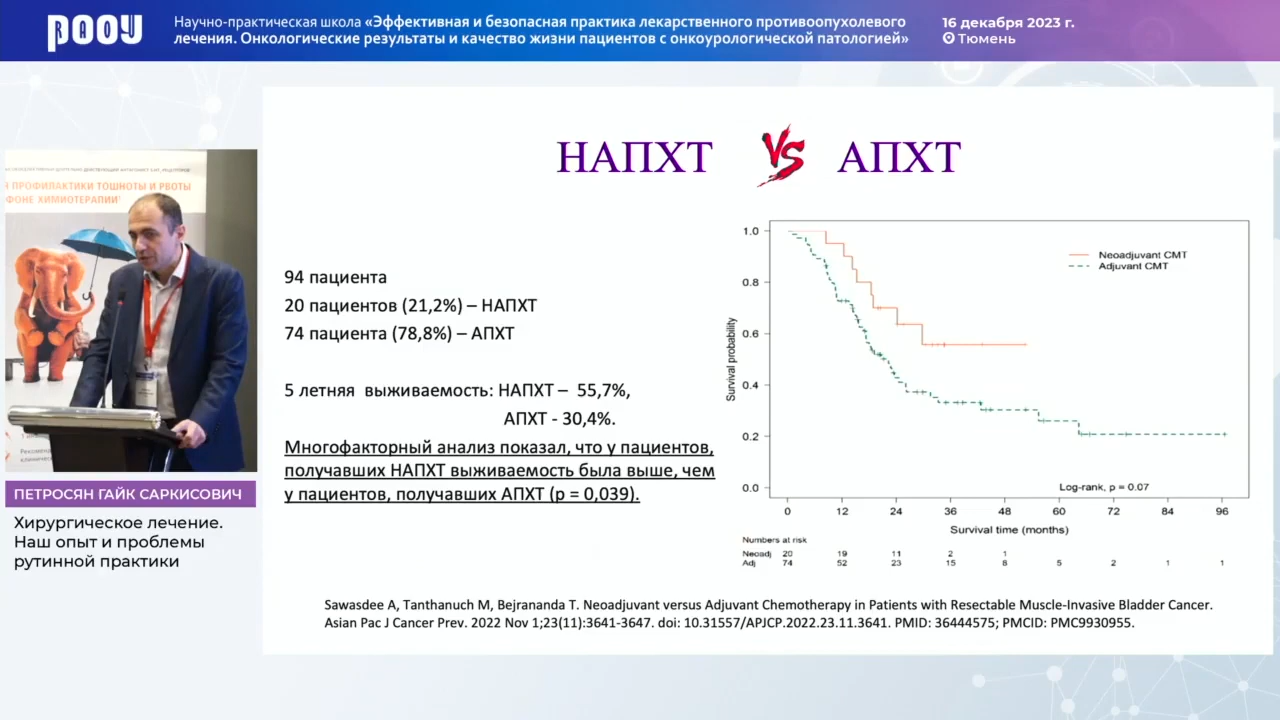 РООУ
RAOU
Научно-практическая школа «Эффективная и безопасная практика лекарственного противоопухолевого
лечения. Онкологические результаты и качество жизни пациентов с онкоурологической патологией»
16 декабря 2023 г.
Тюмень
Я ПРОФИЛАКТИКИ ТОШНОТЫ И РВОТЫ
ФОНЕ ХИМИОТЕРАПИИ
ПЕТРОСЯН ГАЙК САРКИСОВИЧ
Хирургическое лечение.
Наш опыт и проблемы
рутинной практики
НАПХТ VS АПХТ
94 пациента
20 пациентов (21,2%) – НАПХТ
74 пациента (78,8%) – АПХТ
5 летняя выживаемость: НАПХТ – 55,7%,
АПХТ - 30,4%.
Многофакторный анализ показал, что у пациентов,
получавших НАПХТ выживаемость была выше, чем
у пациентов, получавших АПХТ (p = 0,039).
Survival probability
1.0
0.8
0.6
0.4
0.2
0.0
Neoadjuvant CMT
Adjuvant CMT
Log-rank, p = 0.07
0 12 24 36 48 60 72 84 96
Survival time (months)
Numbers at risk
Neoadj 20 19 11 2 1
Adj 74 52 23 15 8 5 2 1 1
Sawasdee A, Tanthanuch M, Bejrananda T. Neoadjuvant versus Adjuvant Chemotherapy in Patients with Resectable Muscle-Invasive Bladder Cancer.
Asian Pac J Cancer Prev. 2022 Nov 1;23(11):3641-3647. doi: 10.31557/APJCP.2022.23.11.3641. PMID: 36444575; PMCID: PMC9930955.